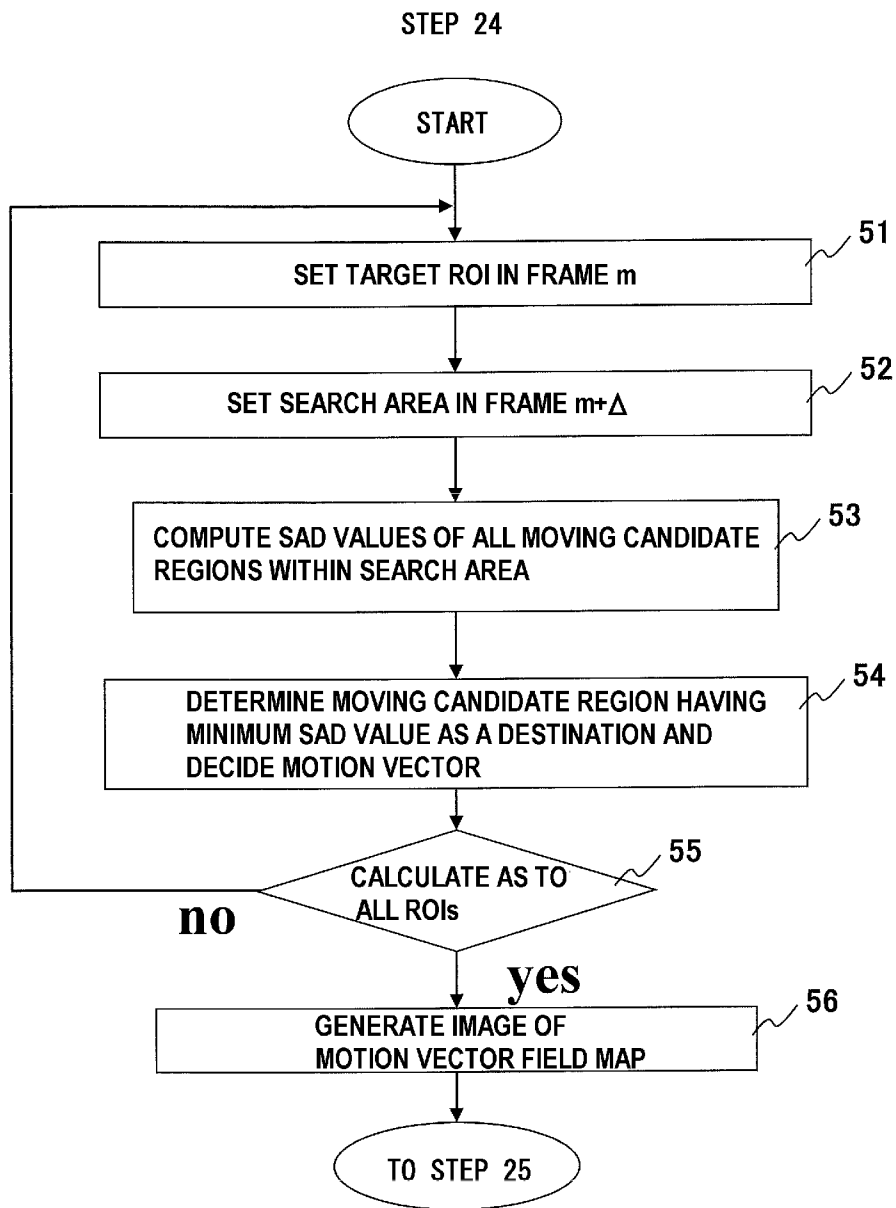 STEP 24
START
51
SET TARGET ROI IN FRAME m
52
SET SEARCH AREA IN FRAME m+Δ
53
COMPUTE SAD VALUES OF ALL MOVING CANDIDATE
REGIONS WITHIN SEARCH AREA
54
DETERMINE MOVING CANDIDATE REGION HAVING
MINIMUM SAD VALUE AS A DESTINATION AND
DECIDE MOTION VECTOR
55
CALCULATE AS TO
ALL ROIs
no
yes
56
GENERATE IMAGE OF
MOTION VECTOR FIELD MAP
TO STEP 25